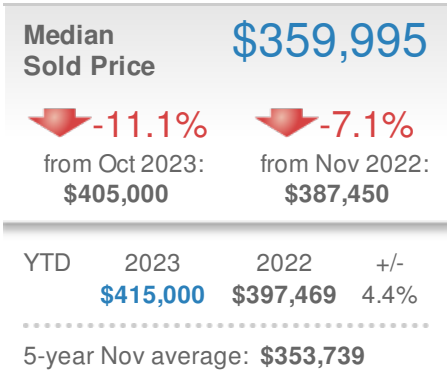 Median $359,995
Sold Price
-11.1% -7.1%
from Oct 2023: from Nov 2022:
$405,000 $387,450
YTD 2023 2022 +/-
$415,000 $397,469 4.4%
5-year Nov average: $353,739